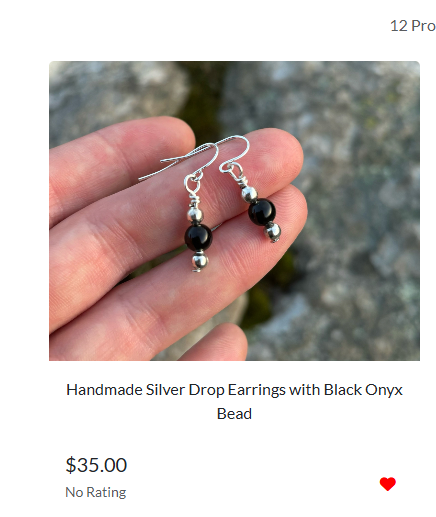 12 Pro
Handmade Silver Drop Earrings with Black Onyx
Bead
$35.00
No Rating